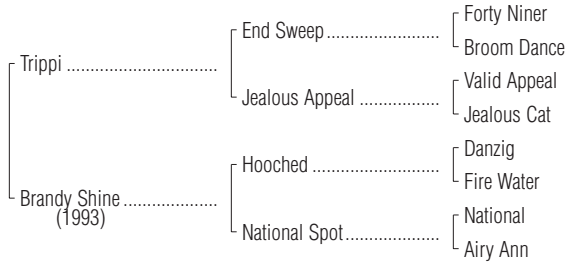 Forty Niner
End Sweep
Broom Dance
Trippi
Valid Appeal
Jealous Appeal
Jealous Cat
Danzig
Hooched
Fire Water
Brandy Shine
(1993)
National
National Spot
Airy Ann